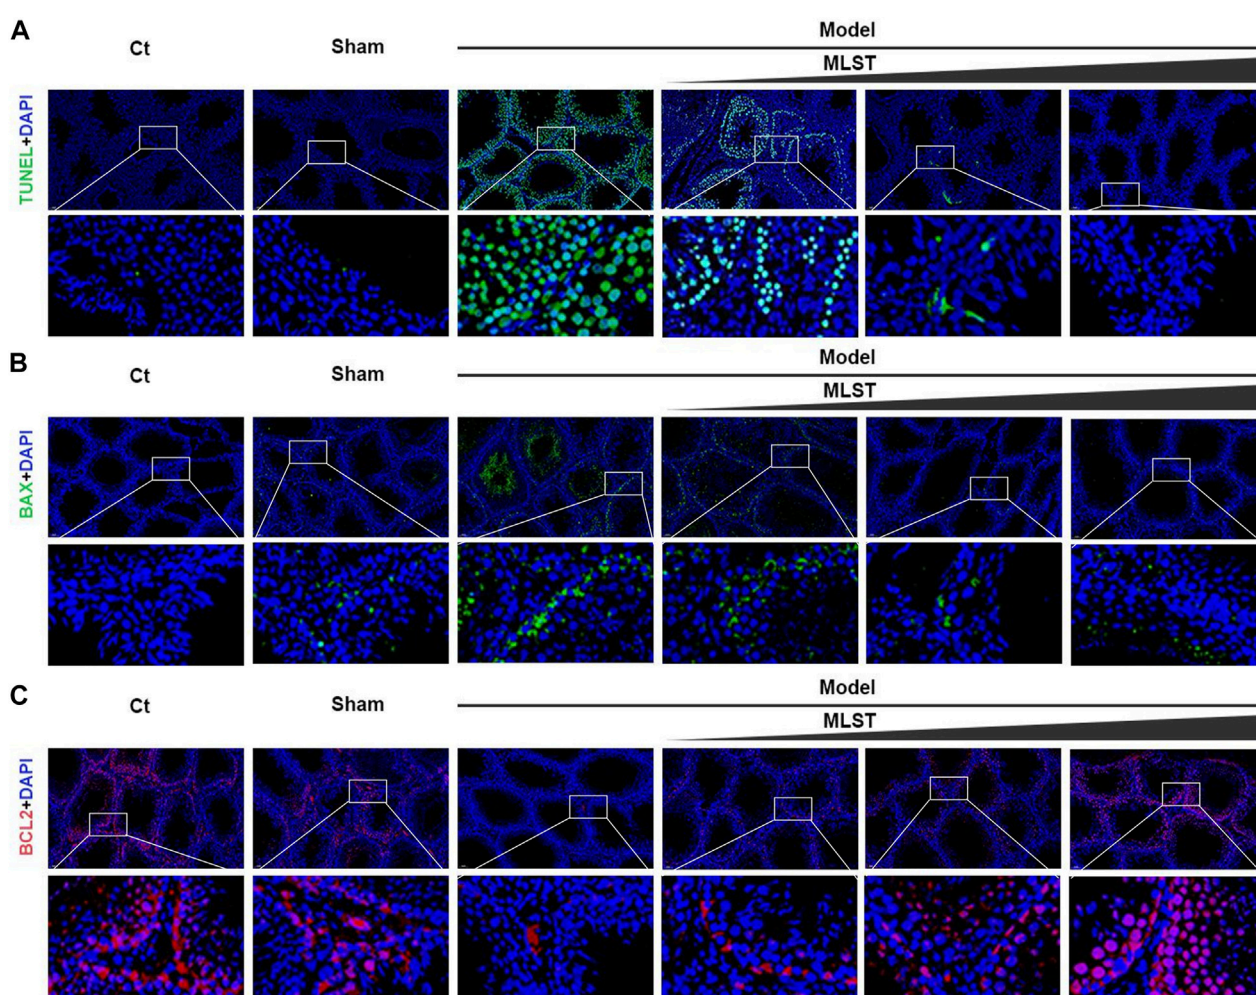 A
Model
Ct
Sham
MLST
TUNEL+DAPI
B
Model
Ct
Sham
MLST
BAX+DAPI
C
Model
Ct
Sham
MLST
BCL2+DAPI